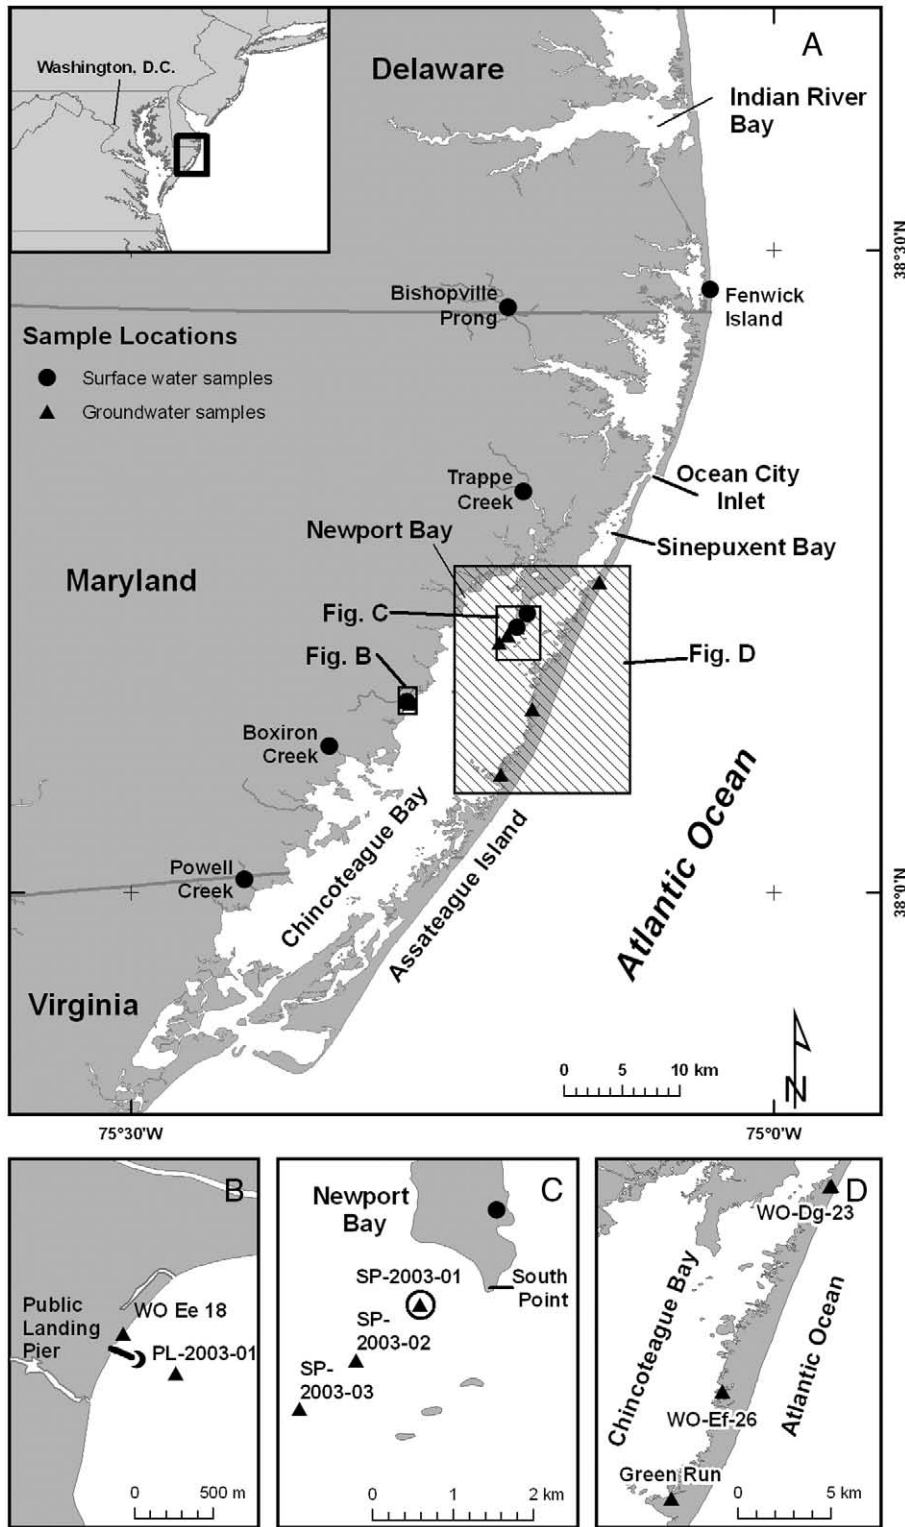 Washington, D.C.
A
Delaware
Indian River
Bay
38°30'N
Bishopville
Prong
Fenwick
Island
Sample Locations
Surface water samples
Groundwater samples
Trappe
Creek
Ocean City
Inlet
Newport Bay
Sinepuxent Bay
Maryland
Fig. C
Fig. B
Fig. D
Boxiron
Creek
Chincoteague Bay
Assateague Island
Atlantic Ocean
Powell
Creek
38°0'N
Virginia
0 5 10 km
N
75°30'W
75°0'W
B
Public
Landing
Pier
WO Ee 18
PL-2003-01
0 500 m
C
Newport
Bay
SP-2003-01
South
Point
SP-
2003-02
SP-
2003-03
0 1 2 km
D
WO-Dg-23
Chincoteague Bay
Atlantic Ocean
WO-Ef-26
Green Run
0 5 km